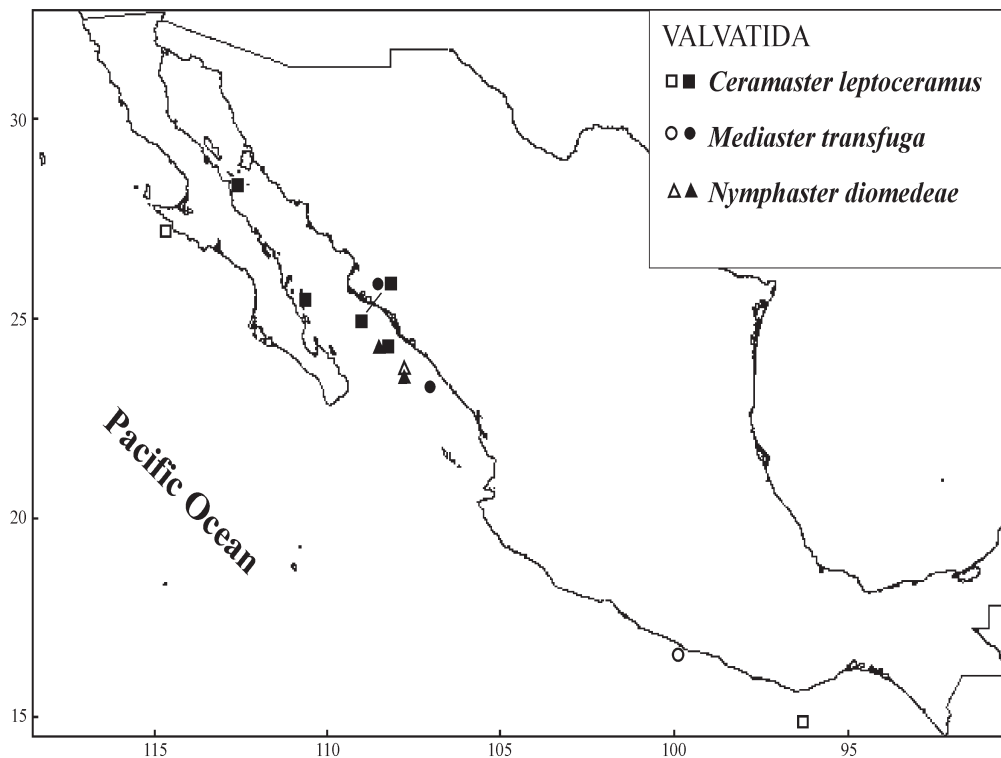 VALVATIDA
Ceramaster leptoceramus
Mediaster transfuga
Nymphaster diomedeae
30
25
20
15
Pacific Ocean
115
110
105
100
95